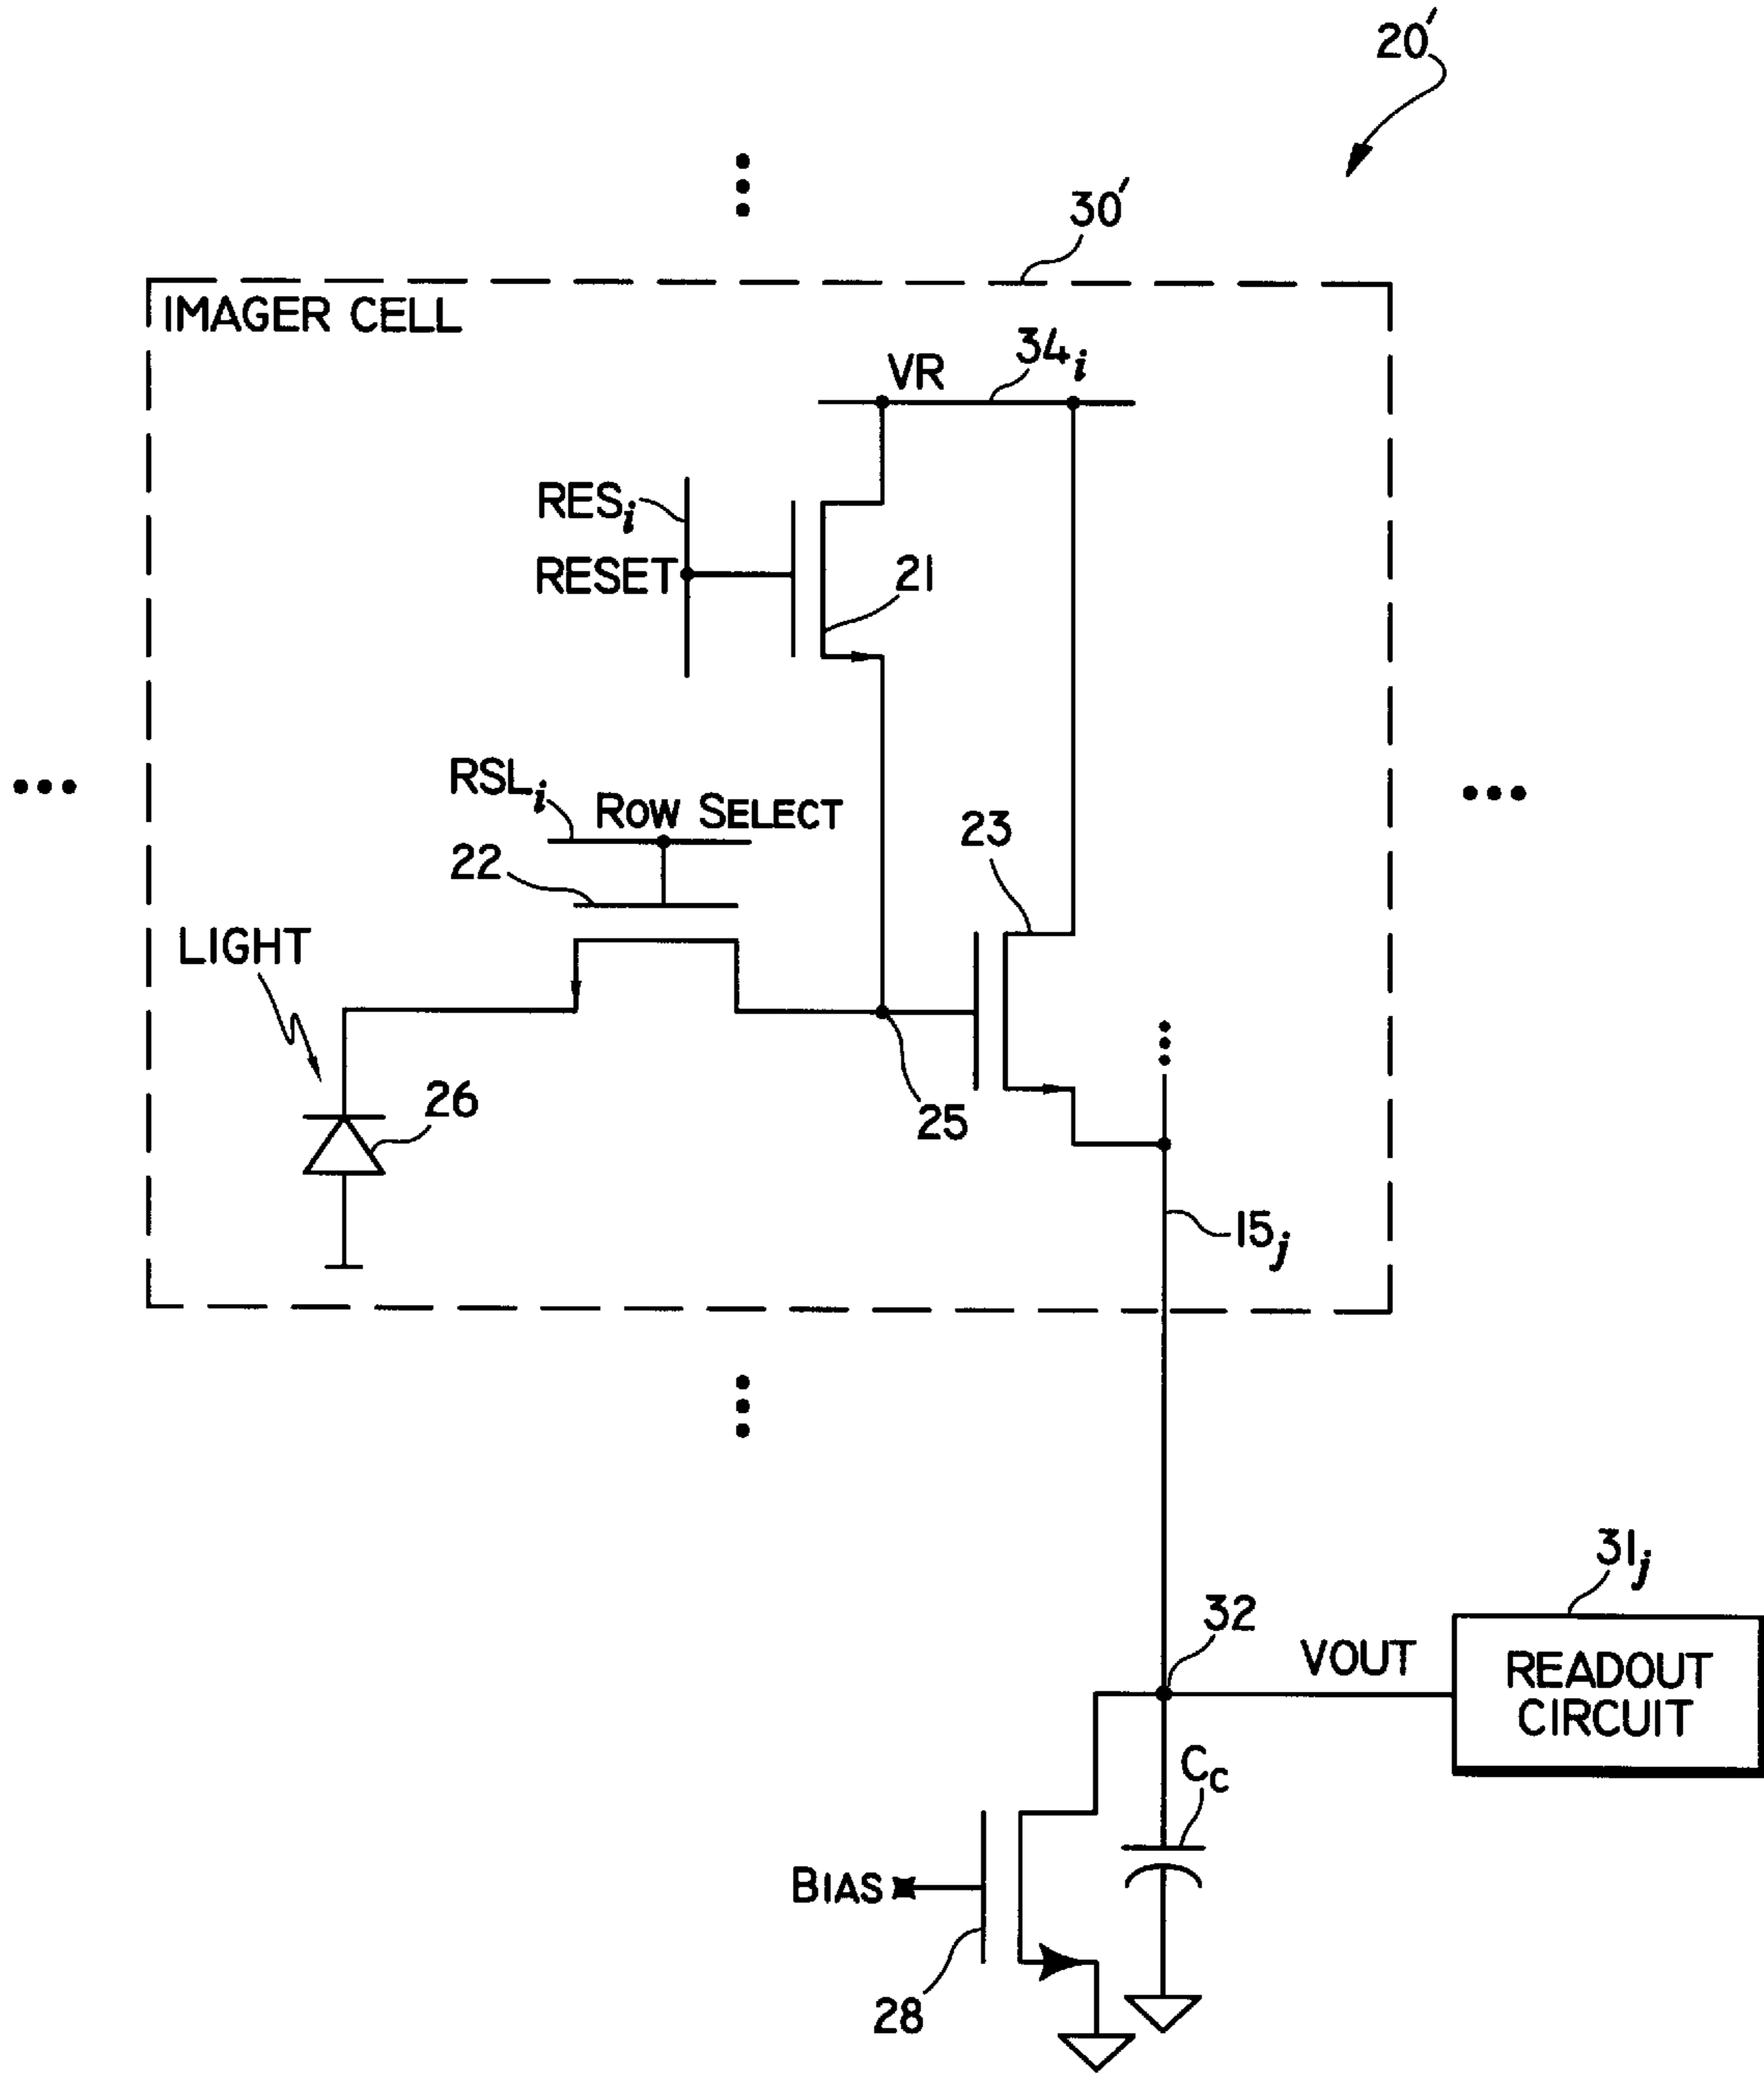 20′
30′
IMAGER CELL
34i
VR
RESi
RESET
21
RSLi
ROW SELECT
22
23
LIGHT
26
25
15j
31j
32
VOUT
READOUT
CIRCUIT
Cc
BIAS
28